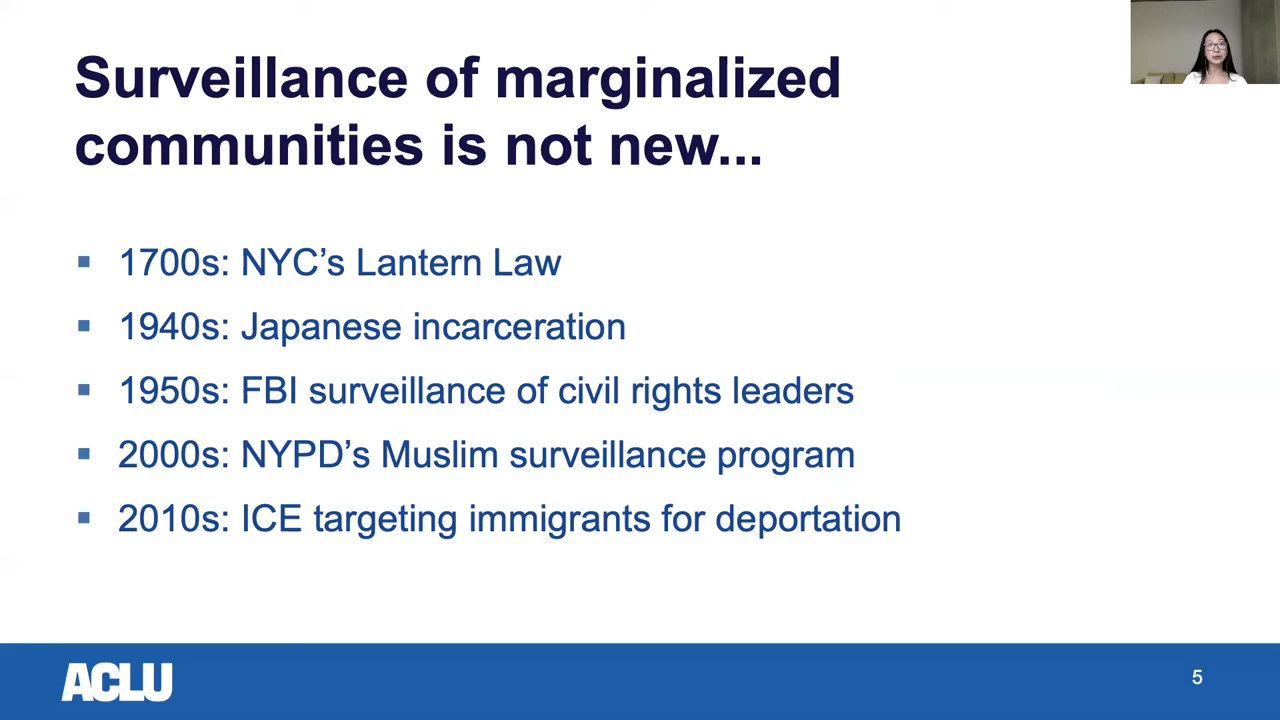 Surveillance of marginalized
communities is not new...
▪ 1700s: NYC’s Lantern Law
▪ 1940s: Japanese incarceration
▪ 1950s: FBI surveillance of civil rights leaders
▪ 2000s: NYPD’s Muslim surveillance program
▪ 2010s: ICE targeting immigrants for deportation
ACLU
5